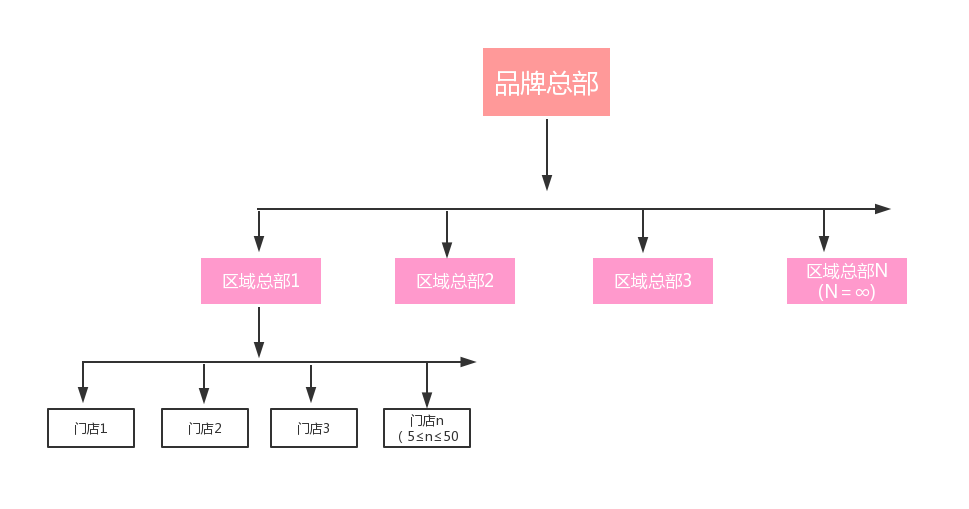 品牌总部
区域总部1
区域总部2
区域总部3
区域总部N
(N = ∞)
门店1
门店2
门店3
门店n
( 5≤n≤50